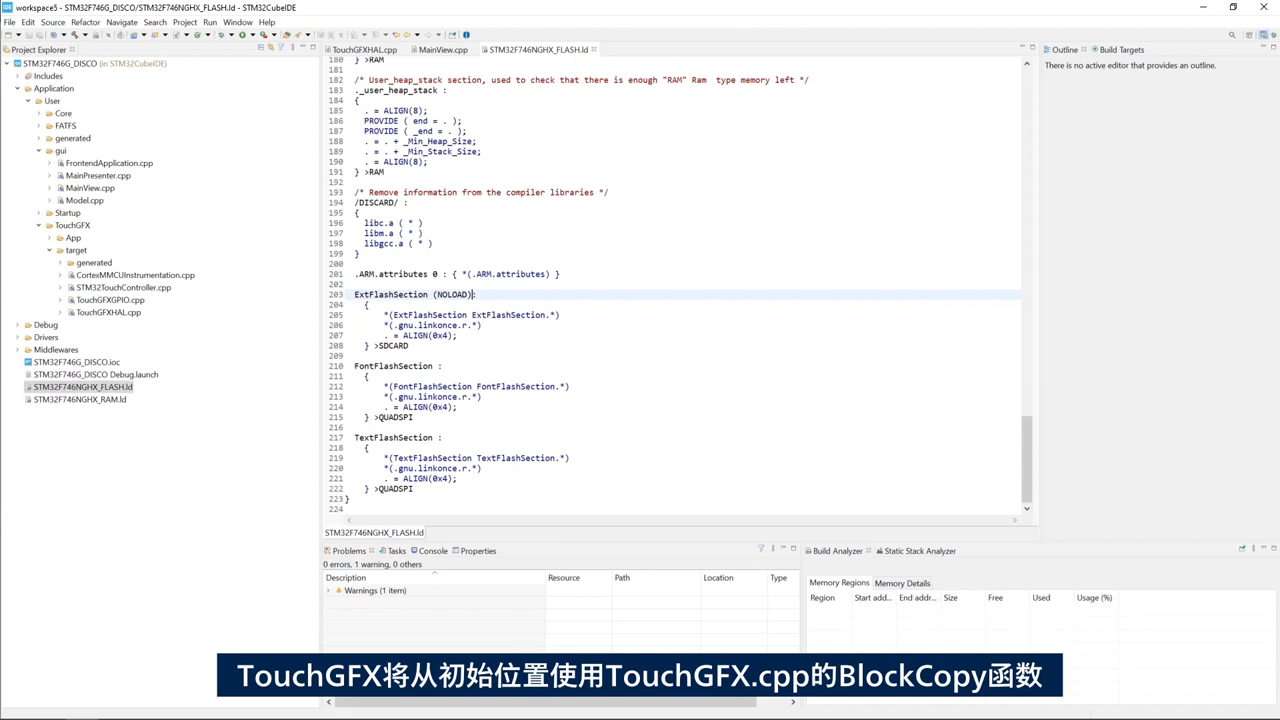 workspace5 - STM32F746G_DISCO/STM32F746NGHX_FLASH.ld - STM32CubeIDE
File Edit Source Refactor Navigate Search Project Run Window Help
Project Explorer
STM32F746G_DISCO (in STM32CubeIDE)
Includes
Application
User
Core
FATFS
generated
gui
FrontendApplication.cpp
MainPresenter.cpp
MainView.cpp
Model.cpp
Startup
TouchGFX
App
target
generated
CortexMMCUInstrumentation.cpp
STM32TouchController.cpp
TouchGFXGPIO.cpp
TouchGFXHAL.cpp
Debug
Drivers
Middlewares
STM32F746G_DISCO.ioc
STM32F746G_DISCO Debug.launch
STM32F746NGHX_FLASH.ld
STM32F746NGHX_RAM.ld
TouchGFXHAL.cpp MainView.cpp STM32F746NGHX_FLASH.ld
180 } >RAM
181
182 /* User_heap_stack section, used to check that there is enough "RAM" Ram  type memory left */
183 ._user_heap_stack :
184 {
185 . = ALIGN(8);
186 PROVIDE ( end = . );
187 PROVIDE ( _end = . );
188 . = . + _Min_Heap_Size;
189 . = . + _Min_Stack_Size;
190 . = ALIGN(8);
191 } >RAM
192
193 /* Remove information from the compiler libraries */
194 /DISCARD/ :
195 {
196 libc.a ( * )
197 libm.a ( * )
198 libgcc.a ( * )
199 }
200
201 .ARM.attributes 0 : { *(.ARM.attributes) }
202
203 ExtFlashSection (NOLOAD):
204 {
205 *(ExtFlashSection ExtFlashSection.*)
206 *(.gnu.linkonce.r.*)
207 . = ALIGN(0x4);
208 } >SDCARD
209
210 FontFlashSection :
211 {
212 *(FontFlashSection FontFlashSection.*)
213 *(.gnu.linkonce.r.*)
214 . = ALIGN(0x4);
215 } >QUADSPI
216
217 TextFlashSection :
218 {
219 *(TextFlashSection TextFlashSection.*)
220 *(.gnu.linkonce.r.*)
221 . = ALIGN(0x4);
222 } >QUADSPI
223 }
224
STM32F746NGHX_FLASH.ld
Outline Build Targets
There is no active editor that provides an outline.
Problems Tasks Console Properties
0 errors, 1 warning, 0 others
Description Resource Path Location Type
Warnings (1 item)
Build Analyzer Static Stack Analyzer
Memory Regions Memory Details
Region Start add... End addr... Size Free Used Usage (%)
TouchGFX将从初始位置使用TouchGFX.cpp的BlockCopy函数